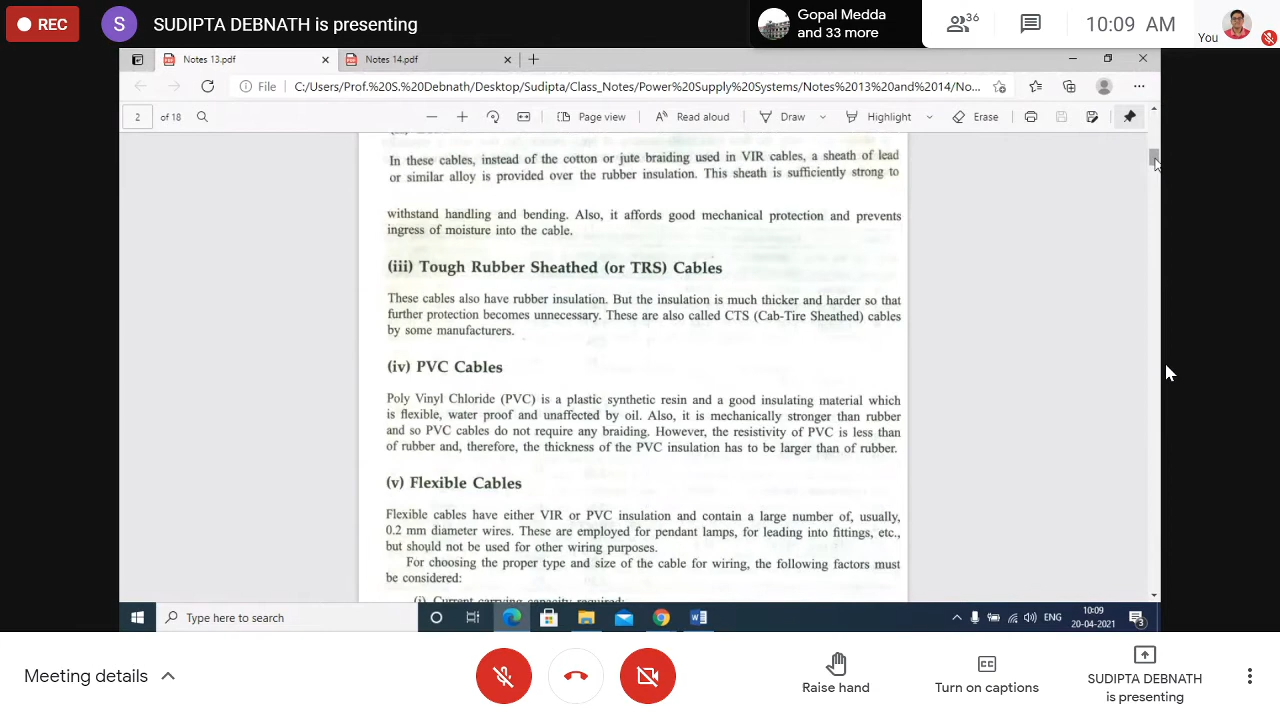 REC
S
SUDIPTA DEBNATH is presenting
Gopal Medda
and 33 more
36
10:09 AM
You
Notes 13.pdf
Notes 14.pdf
File
C:/Users/Prof.%20S.%20Debnath/Desktop/Sudipta/Class_Notes/Power%20Supply%20Systems/Notes%2013%20and%2014/No...
2
of 18
Page view
Read aloud
Draw
Highlight
Erase
In these cables, instead of the cotton or jute braiding used in VIR cables, a sheath of lead
or similar alloy is provided over the rubber insulation. This sheath is sufficiently strong to
withstand handling and bending. Also, it affords good mechanical protection and prevents
ingress of moisture into the cable.
(iii) Tough Rubber Sheathed (or TRS) Cables
These cables also have rubber insulation. But the insulation is much thicker and harder so that
further protection becomes unnecessary. These are also called CTS (Cab-Tire Sheathed) cables
by some manufacturers.
(iv) PVC Cables
Poly Vinyl Chloride (PVC) is a plastic synthetic resin and a good insulating material which
is flexible, water proof and unaffected by oil. Also, it is mechanically stronger than rubber
and so PVC cables do not require any braiding. However, the resistivity of PVC is less than
of rubber and, therefore, the thickness of the PVC insulation has to be larger than of rubber.
(v) Flexible Cables
Flexible cables have either VIR or PVC insulation and contain a large number of, usually,
0.2 mm diameter wires. These are employed for pendant lamps, for leading into fittings, etc.,
but should not be used for other wiring purposes.
For choosing the proper type and size of the cable for wiring, the following factors must
be considered:
(i) Current carrying capacity required;
Type here to search
ENG
10:09
20-04-2021
3
Meeting details
Raise hand
Turn on captions
SUDIPTA DEBNATH
is presenting